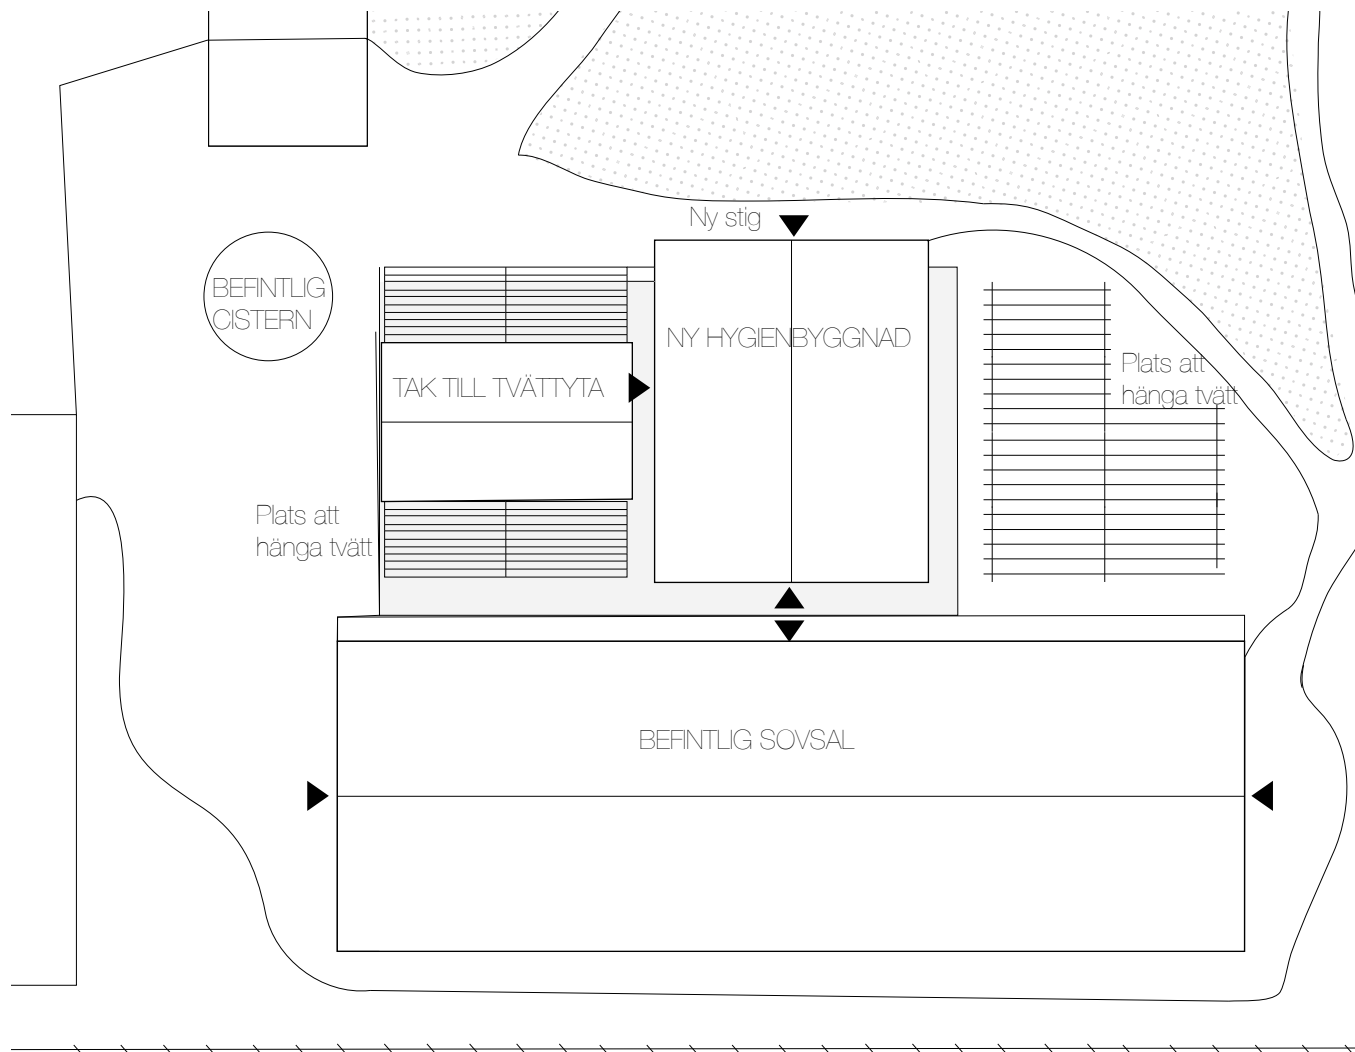 Ny stig
BEFINTLIG
CISTERN
NY HYGIENBYGGNAD
TAK TILL TVÄTTYTA
Plats att
hänga tvätt
Plats att
hänga tvätt
BEFINTLIG SOVSAL